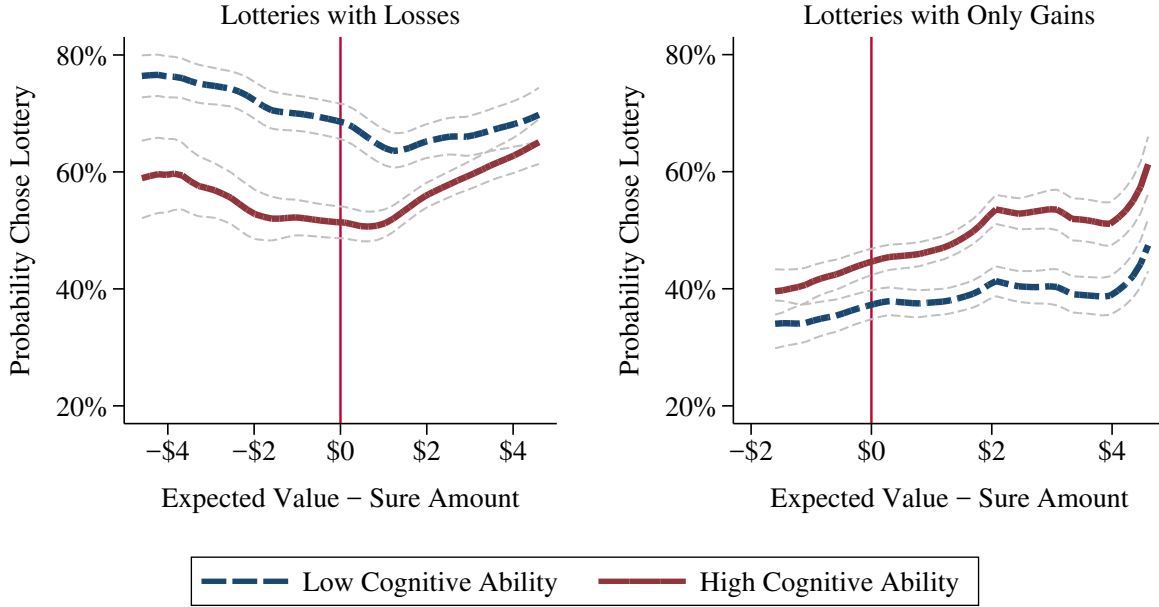 Lotteries with Losses
Probability Chose Lottery
80%
60%
40%
20%
−$4 −$2 $0 $2 $4
Expected Value − Sure Amount
Lotteries with Only Gains
Probability Chose Lottery
80%
60%
40%
20%
−$2 $0 $2 $4
Expected Value − Sure Amount
Low Cognitive Ability High Cognitive Ability